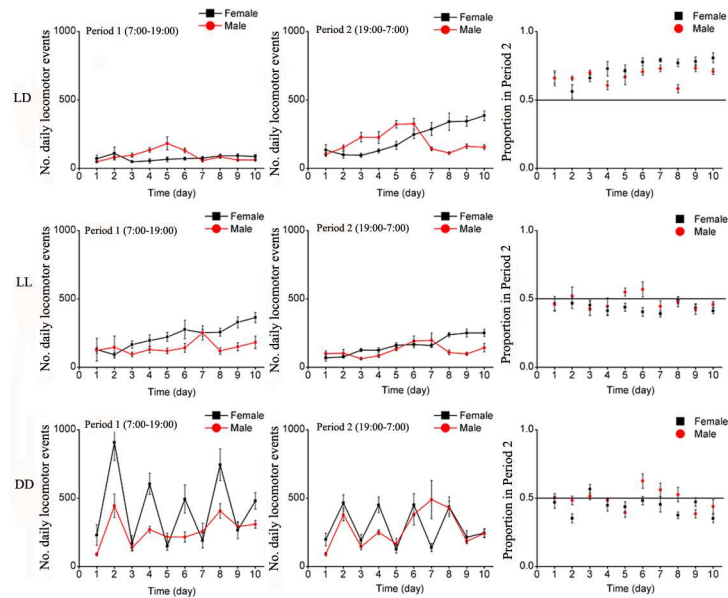 Period 1 (7:00-19:00)
Female
Male
No. daily locomotor events
1000
500
0
0 1 2 3 4 5 6 7 8 9 10
Time (day)
Period 2 (19:00-7:00)
Female
Male
No. daily locomotor events
1000
500
0
0 1 2 3 4 5 6 7 8 9 10
Time (day)
Female
Male
Proportion in Period 2
1.0
0.5
0.0
0 1 2 3 4 5 6 7 8 9 10
Time (day)
LD
Period 1 (7:00-19:00)
Female
Male
No. daily locomotor events
1000
500
0
0 1 2 3 4 5 6 7 8 9 10
Time (day)
Period 2 (19:00-7:00)
Female
Male
No. daily locomotor events
1000
500
0
0 1 2 3 4 5 6 7 8 9 10
Time (day)
Female
Male
Proportion in Period 2
1.0
0.5
0.0
0 1 2 3 4 5 6 7 8 9 10
Time (day)
LL
Period 1 (7:00-19:00)
Female
Male
No. daily locomotor events
1000
500
0
0 1 2 3 4 5 6 7 8 9 10
Time (day)
Period 2 (19:00-7:00)
Female
Male
No. daily locomotor events
1000
500
0
0 1 2 3 4 5 6 7 8 9 10
Time (day)
Female
Male
Proportion in Period 2
1.0
0.5
0.0
0 1 2 3 4 5 6 7 8 9 10
Time (day)
DD